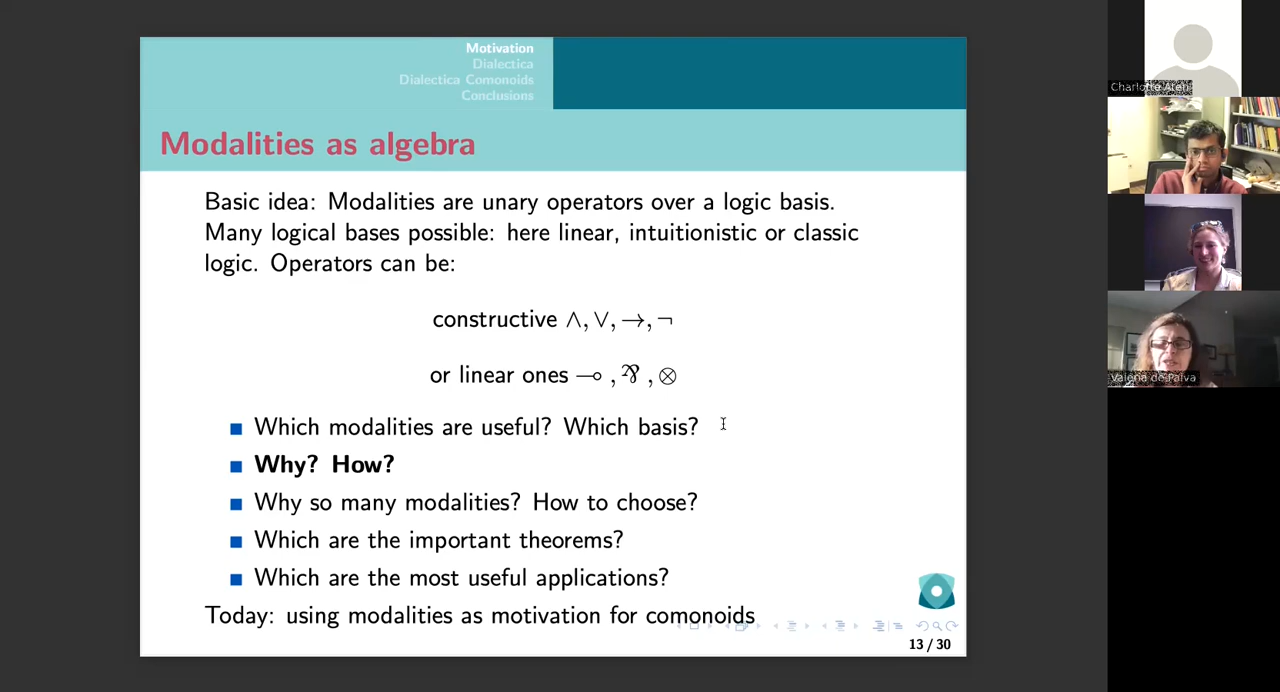 Motivation
Dialectica
Dialectica Comonoids
Conclusions
Modalities as algebra
Basic idea: Modalities are unary operators over a logic basis.
Many logical bases possible: here linear, intuitionistic or classic
logic. Operators can be:
constructive ∧, ∨, →, ¬
or linear ones ⊸ , ⅋ , ⊗
Which modalities are useful? Which basis?
Why? How?
Why so many modalities? How to choose?
Which are the important theorems?
Which are the most useful applications?
Today: using modalities as motivation for comonoids
13 / 30
Charlotte Aten
Valeria de Paiva